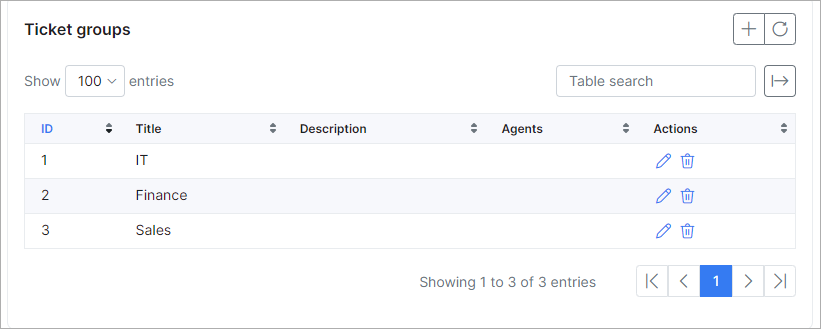 Ticket groups
Show 100 entries
Table search
ID Title Description Agents Actions
1 IT
2 Finance
3 Sales
Showing 1 to 3 of 3 entries 1